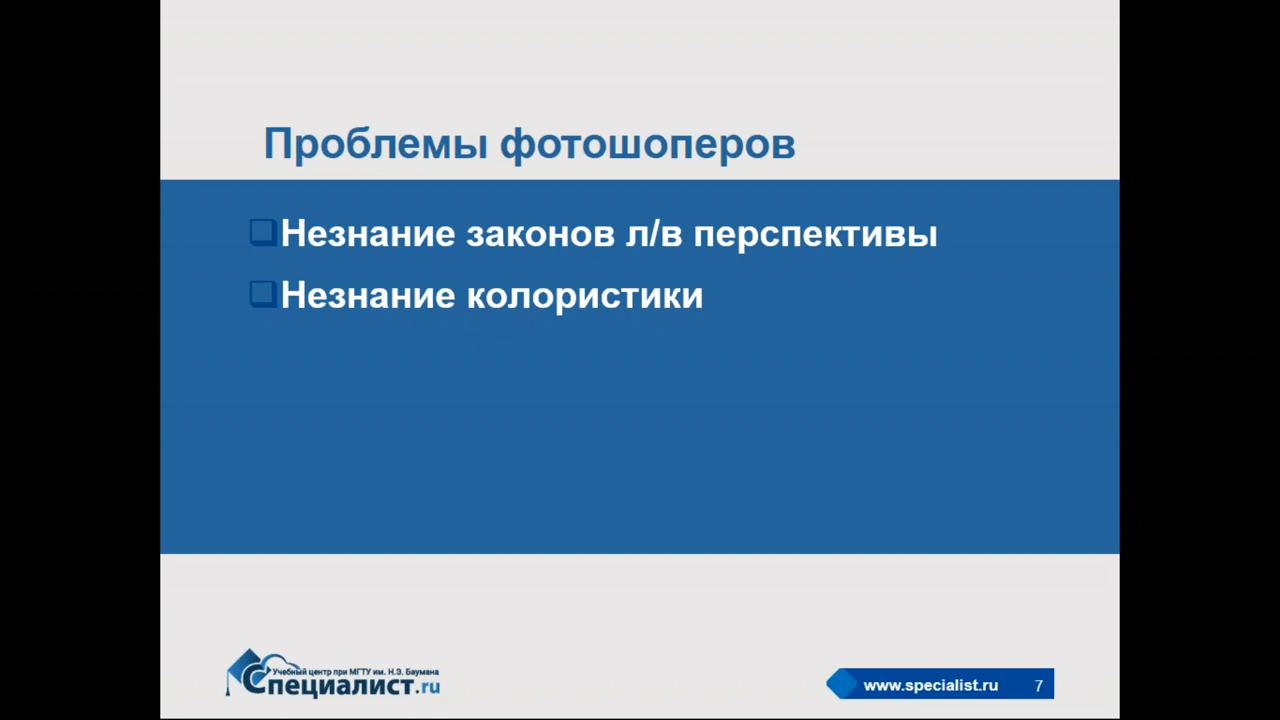 Проблемы фотошоперов
Незнание законов л/в перспективы
Незнание колористики
Учебный центр при МГТУ им. Н.Э. Баумана
Специалист.ru
www.specialist.ru 7